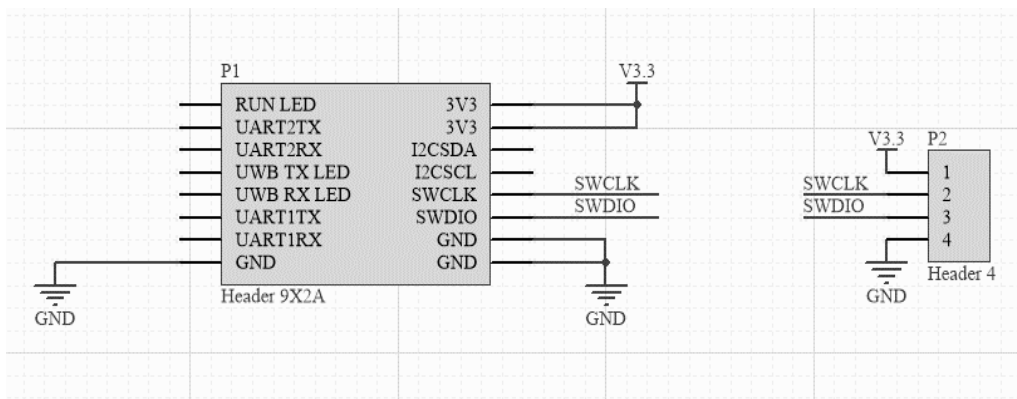 P1
V3.3
RUN LED 3V3
UART2TX 3V3
UART2RX I2CSDA
UWB TX LED I2CSCL
UWB RX LED SWCLK SWCLK
UART1TX SWDIO SWDIO
UART1RX GND
GND GND
Header 9X2A
GND
GND
V3.3 P2
1
SWCLK 2
SWDIO 3
4
Header 4
GND